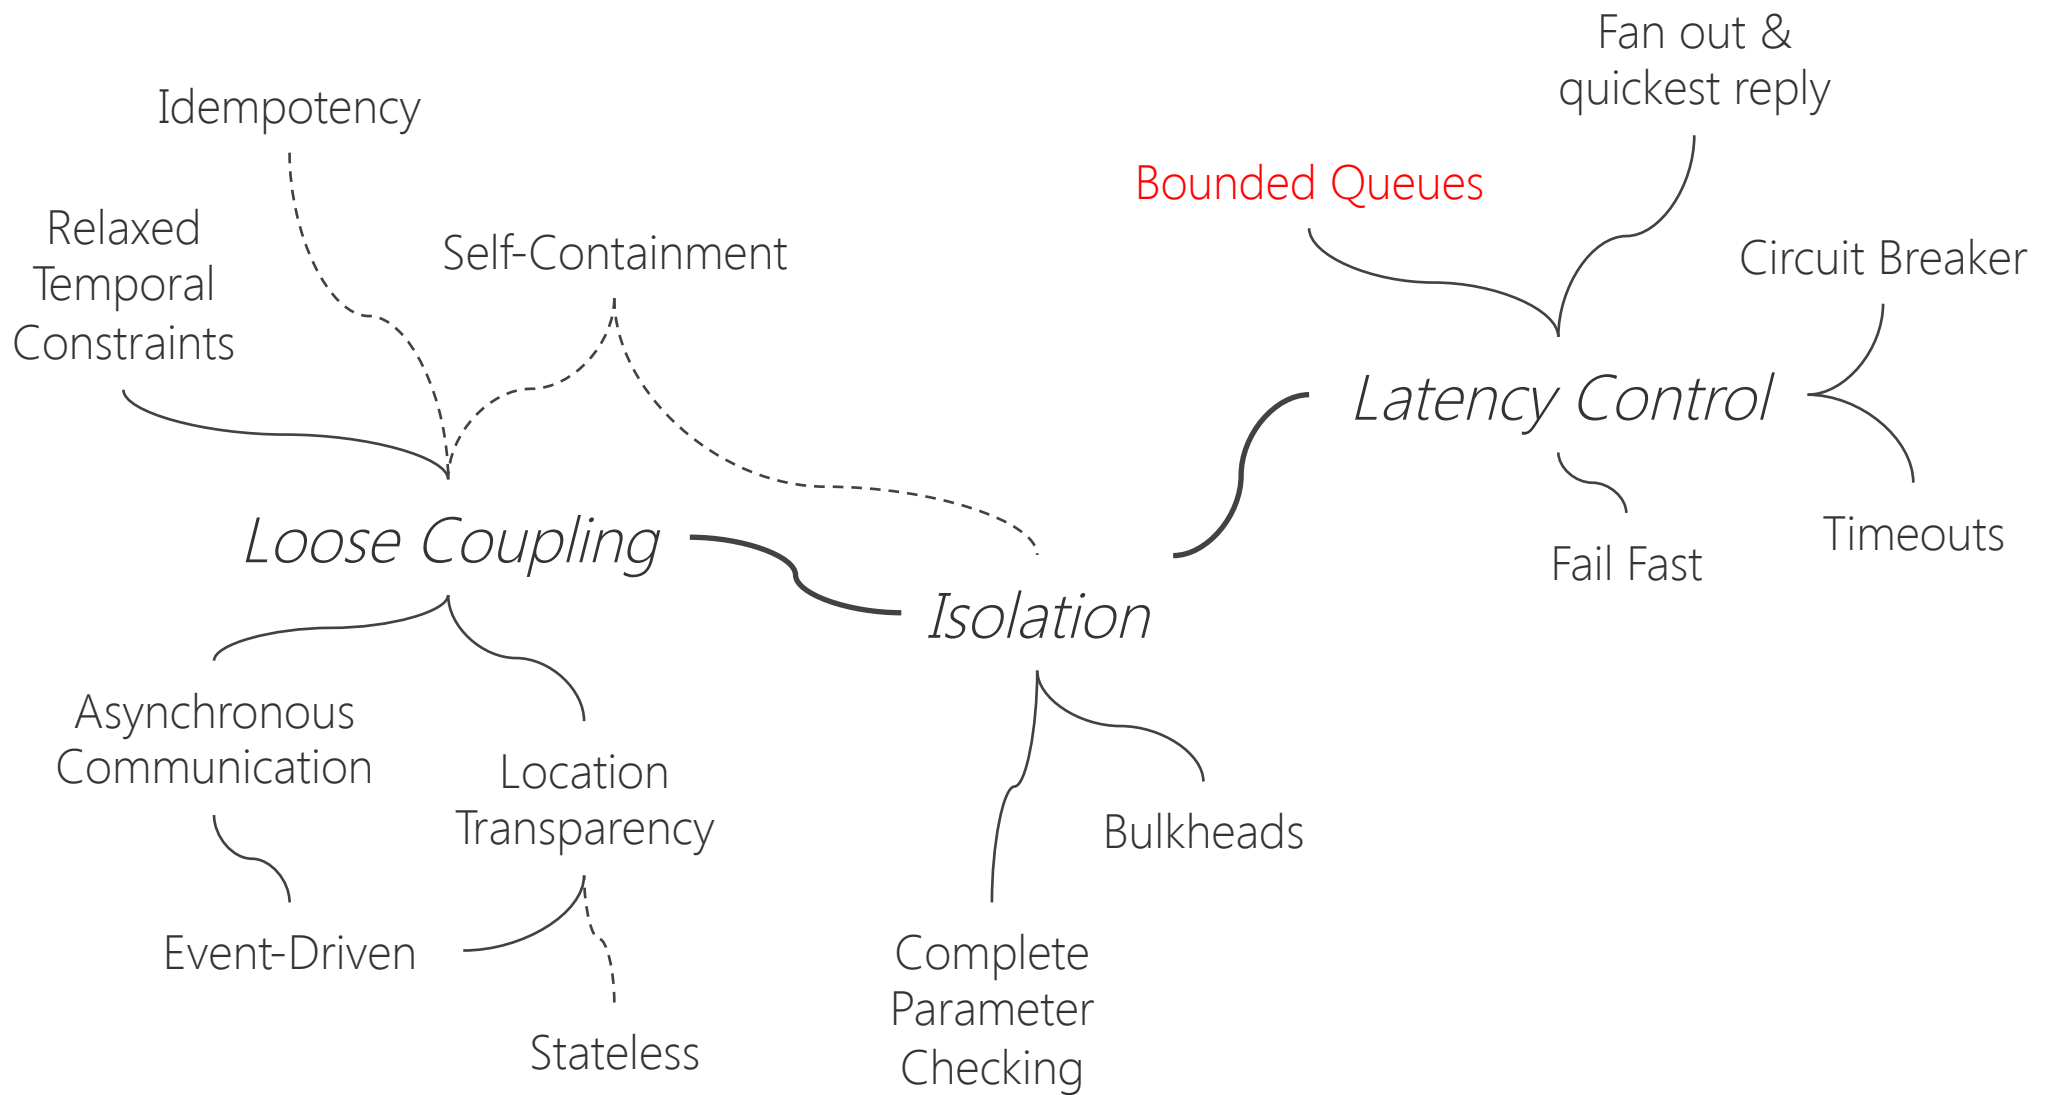 Fan out &
quickest reply
Idempotency
Bounded Queues
Relaxed
Temporal
Constraints
Self-Containment
Circuit Breaker
Latency Control
Loose Coupling
Timeouts
Fail Fast
Isolation
Asynchronous
Communication
Location
Transparency
Bulkheads
Event-Driven
Complete
Parameter
Checking
Stateless